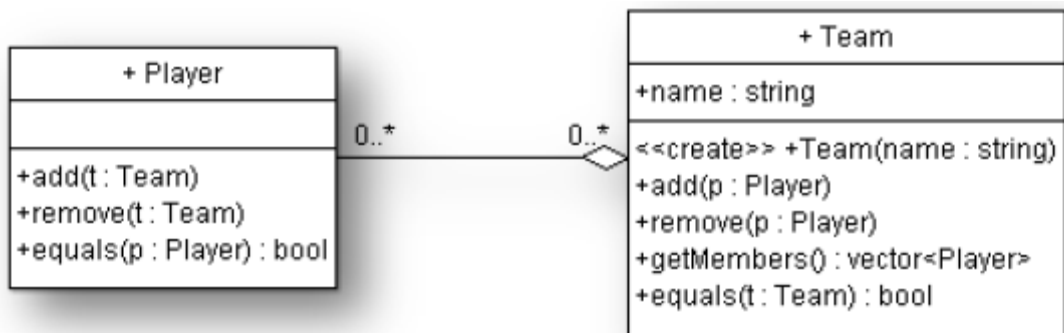 + Player
+add(t : Team)
+remove(t : Team)
+equals(p : Player) : bool
0..*
0..*
+ Team
+name : string
<<create>> +Team(name : string)
+add(p : Player)
+remove(p : Player)
+getMembers() : vector<Player>
+equals(t : Team) : bool